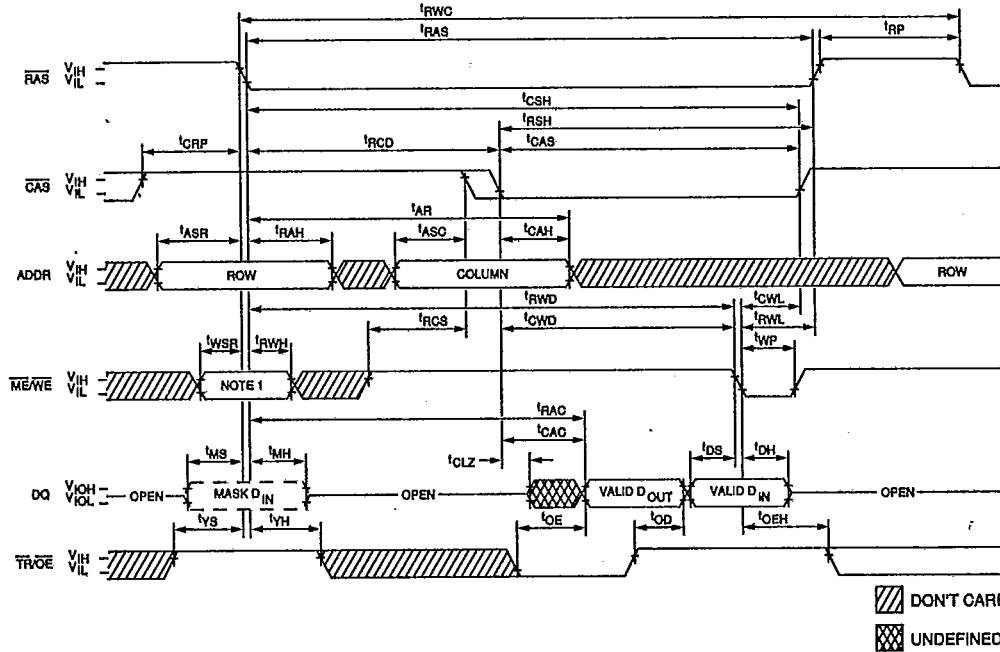 tRWC
tRAS
tRP
RAS VIH VIL
tCSH
tRSH
tCRP tRCD tCAS
CAS VIH VIL
tAR
tASR tRAH tASC tCAH
ADDR VIH VIL ROW COLUMN ROW
tRWD tCWL
tRCS tCWD tRWL
tWSR tRWH tWP
ME/WE VIH VIL NOTE 1
tRAC
tCAC
tMS tMH tCLZ tDS tDH
DQ VIOH VIOL OPEN MASK DIN OPEN VALID DOUT VALID DIN OPEN
tYS tYH tOE tOD tOEH
TR/OE VIH VIL
DON'T CARE
UNDEFINED